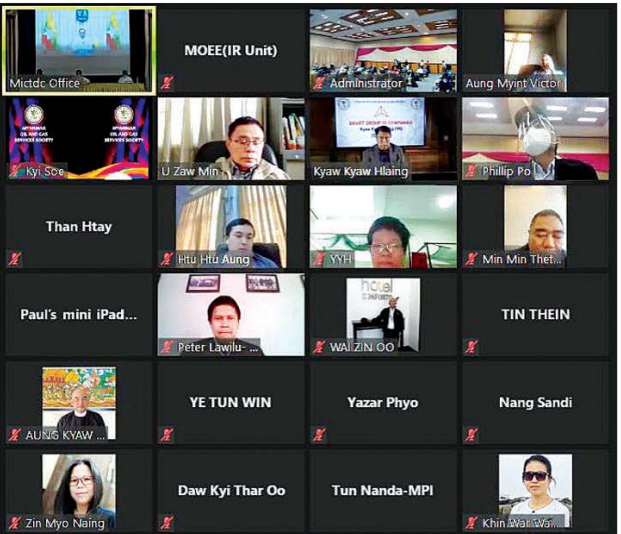 Mictdc Office
MOEE(IR Unit)
Administrator
Aung Myint Victor
MYANMAR
OIL AND GAS
SERVICES SOCIETY
MYANMAR
OIL AND GAS
SERVICES SOCIETY
Kyi Soe
U Zaw Min
SMART GROUP OF COMPANIES
Kyaw Kyaw Hlaing
Phillip Po
Than Htay
Htu Htu Aung
YYH
Min Min Thet...
Paul's mini iPad...
Peter Lawilu- ...
hotel
WAI ZIN OO
TIN THEIN
AUNG KYAW ...
YE TUN WIN
Yazar Phyo
Nang Sandi
Zin Myo Naing
Daw Kyi Thar Oo
Tun Nanda-MPI
Khin War Wa...